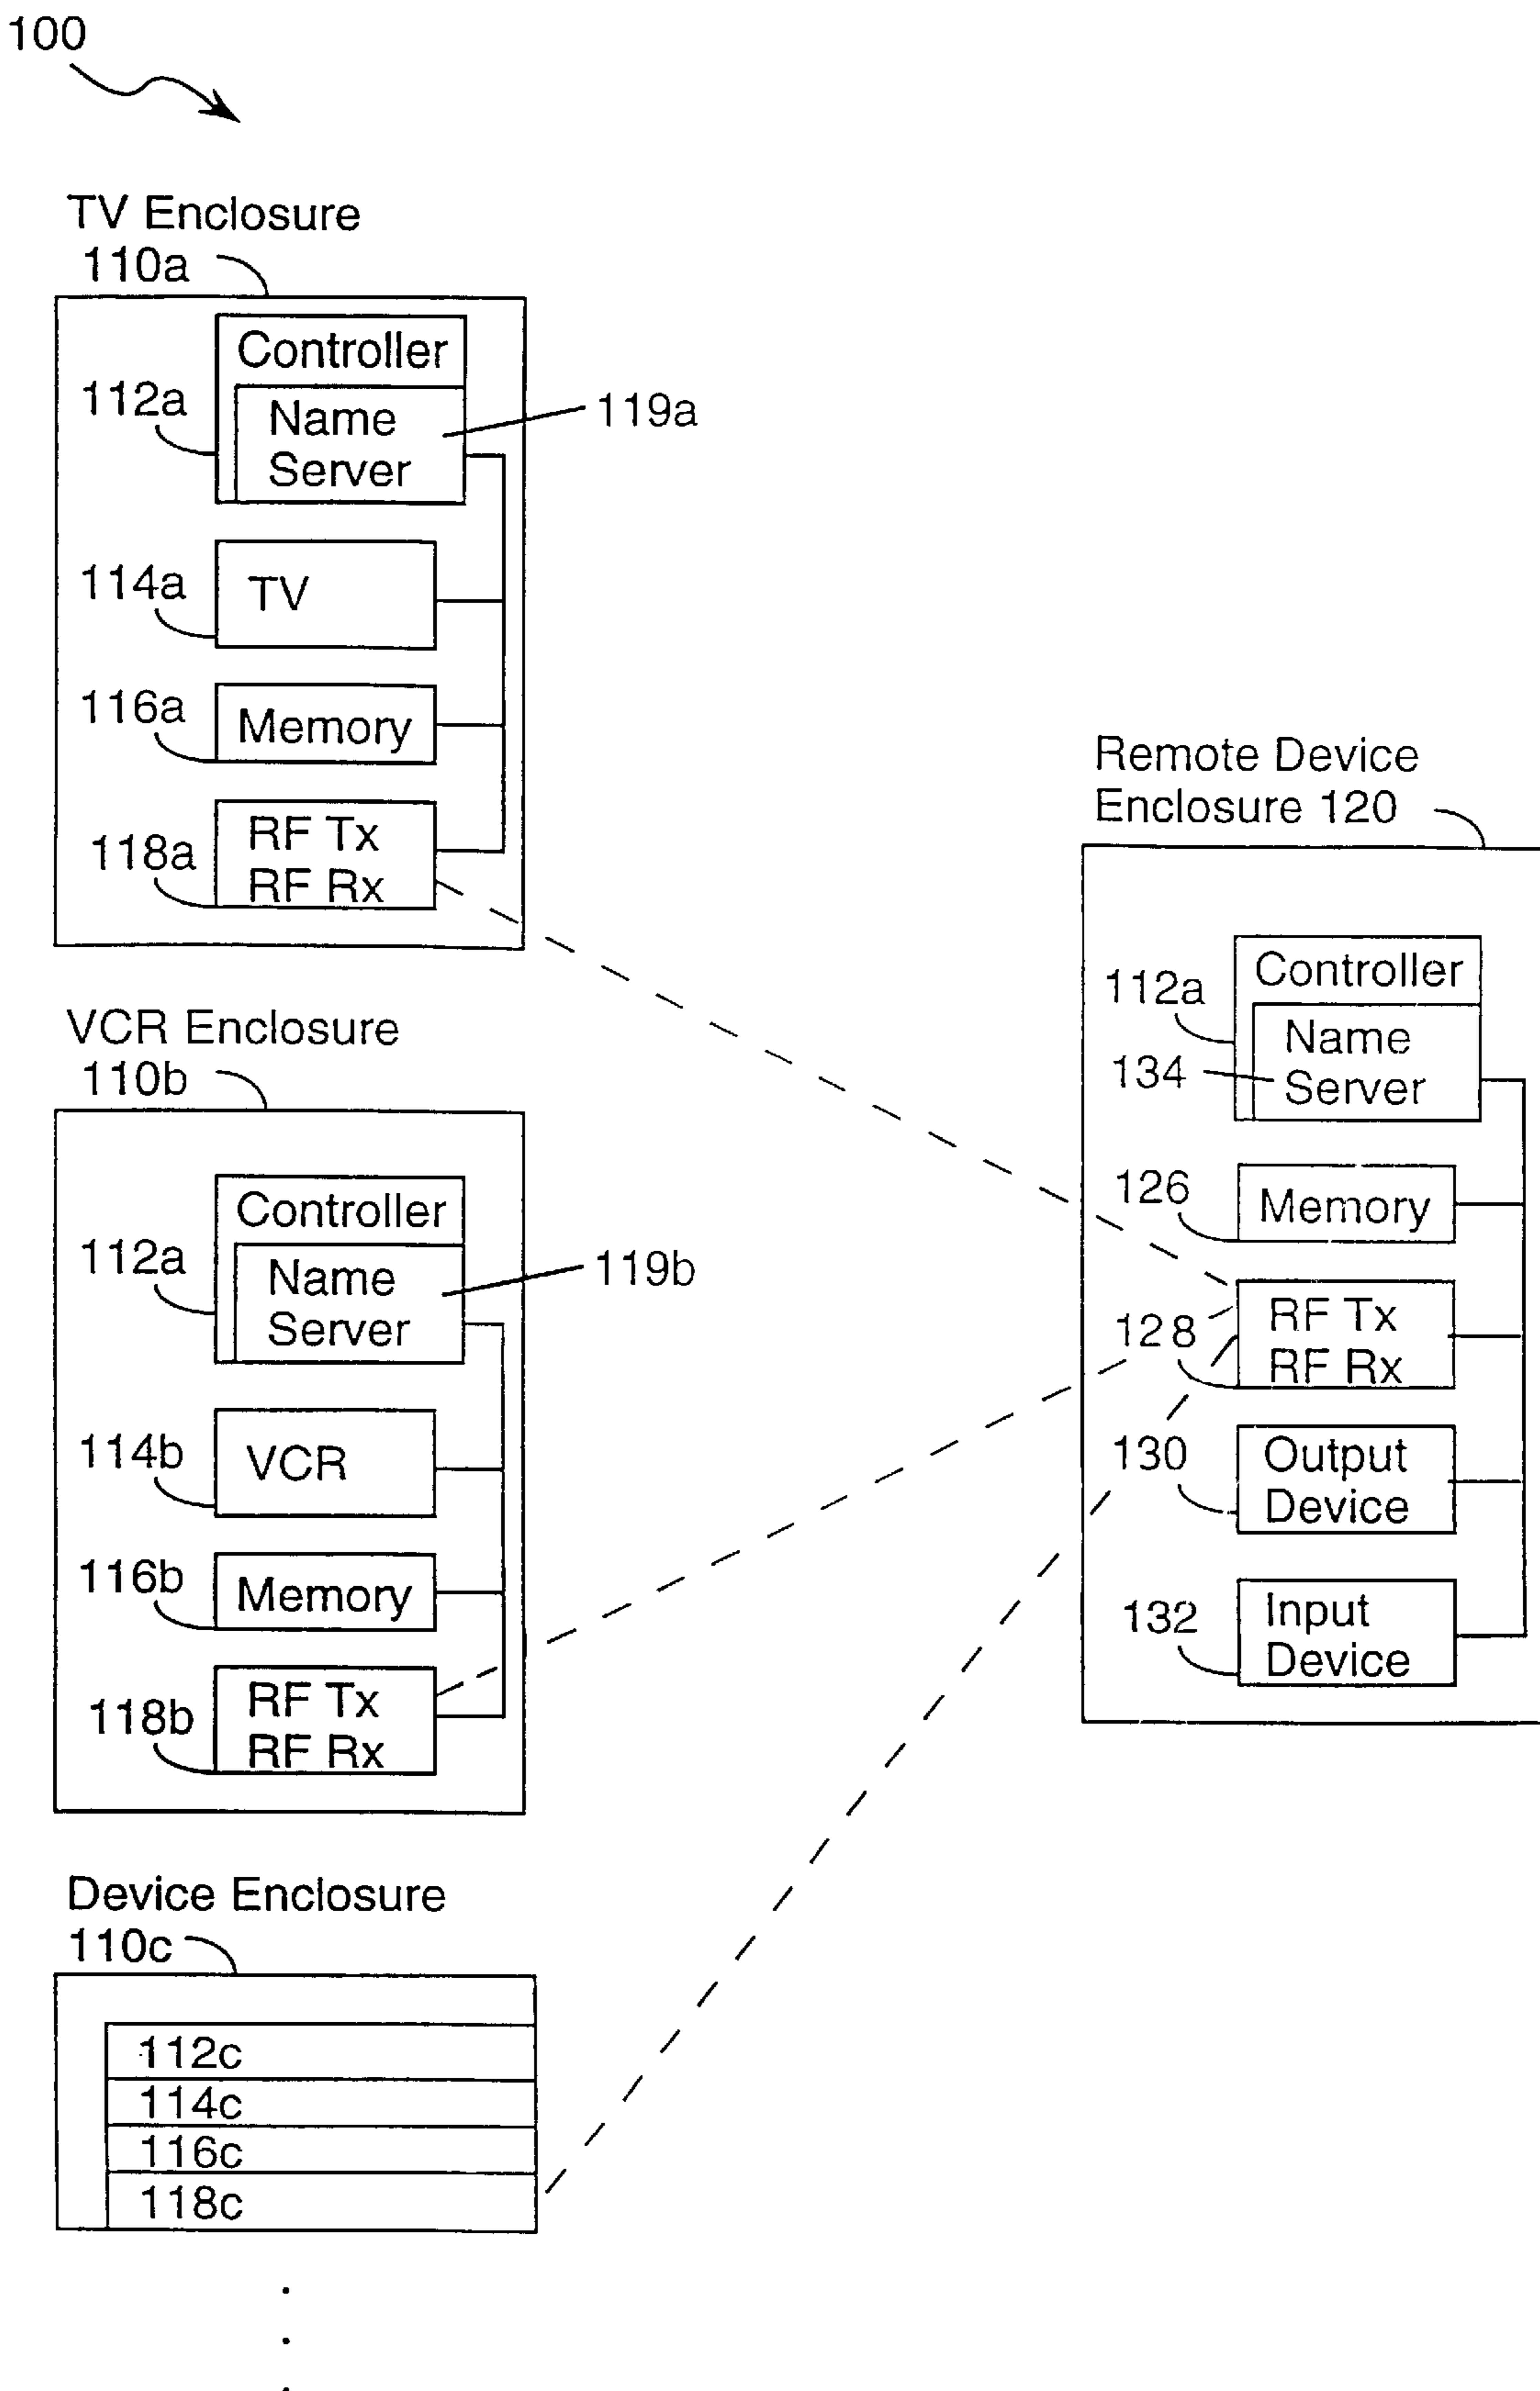 100
TV Enclosure
110a
Controller
112a
Name
Server
119a
114a
TV
116a
Memory
118a
RF Tx
RF Rx
VCR Enclosure
110b
Controller
112a
Name
Server
119b
114b
VCR
116b
Memory
118b
RF Tx
RF Rx
Device Enclosure
110c
112c
114c
116c
118c
Remote Device
Enclosure 120
Controller
112a
Name
Server
134
126
Memory
128
RF Tx
RF Rx
130
Output
Device
132
Input
Device